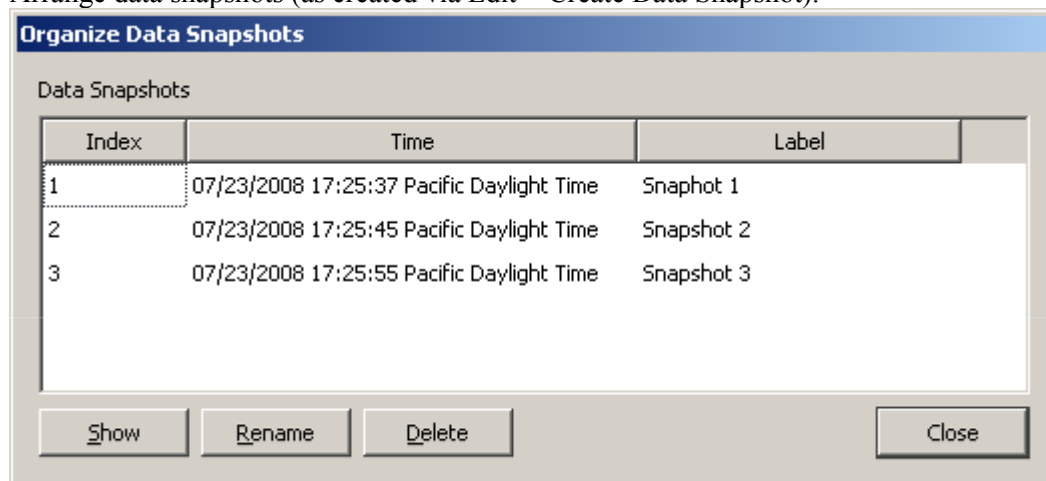 Arrange data snapshots (as created via Edit – Create Data Snapshot).
Organize Data Snapshots
Data Snapshots
Index Time Label
1 07/23/2008 17:25:37 Pacific Daylight Time Snaphot 1
2 07/23/2008 17:25:45 Pacific Daylight Time Snapshot 2
3 07/23/2008 17:25:55 Pacific Daylight Time Snapshot 3
Show Rename Delete Close